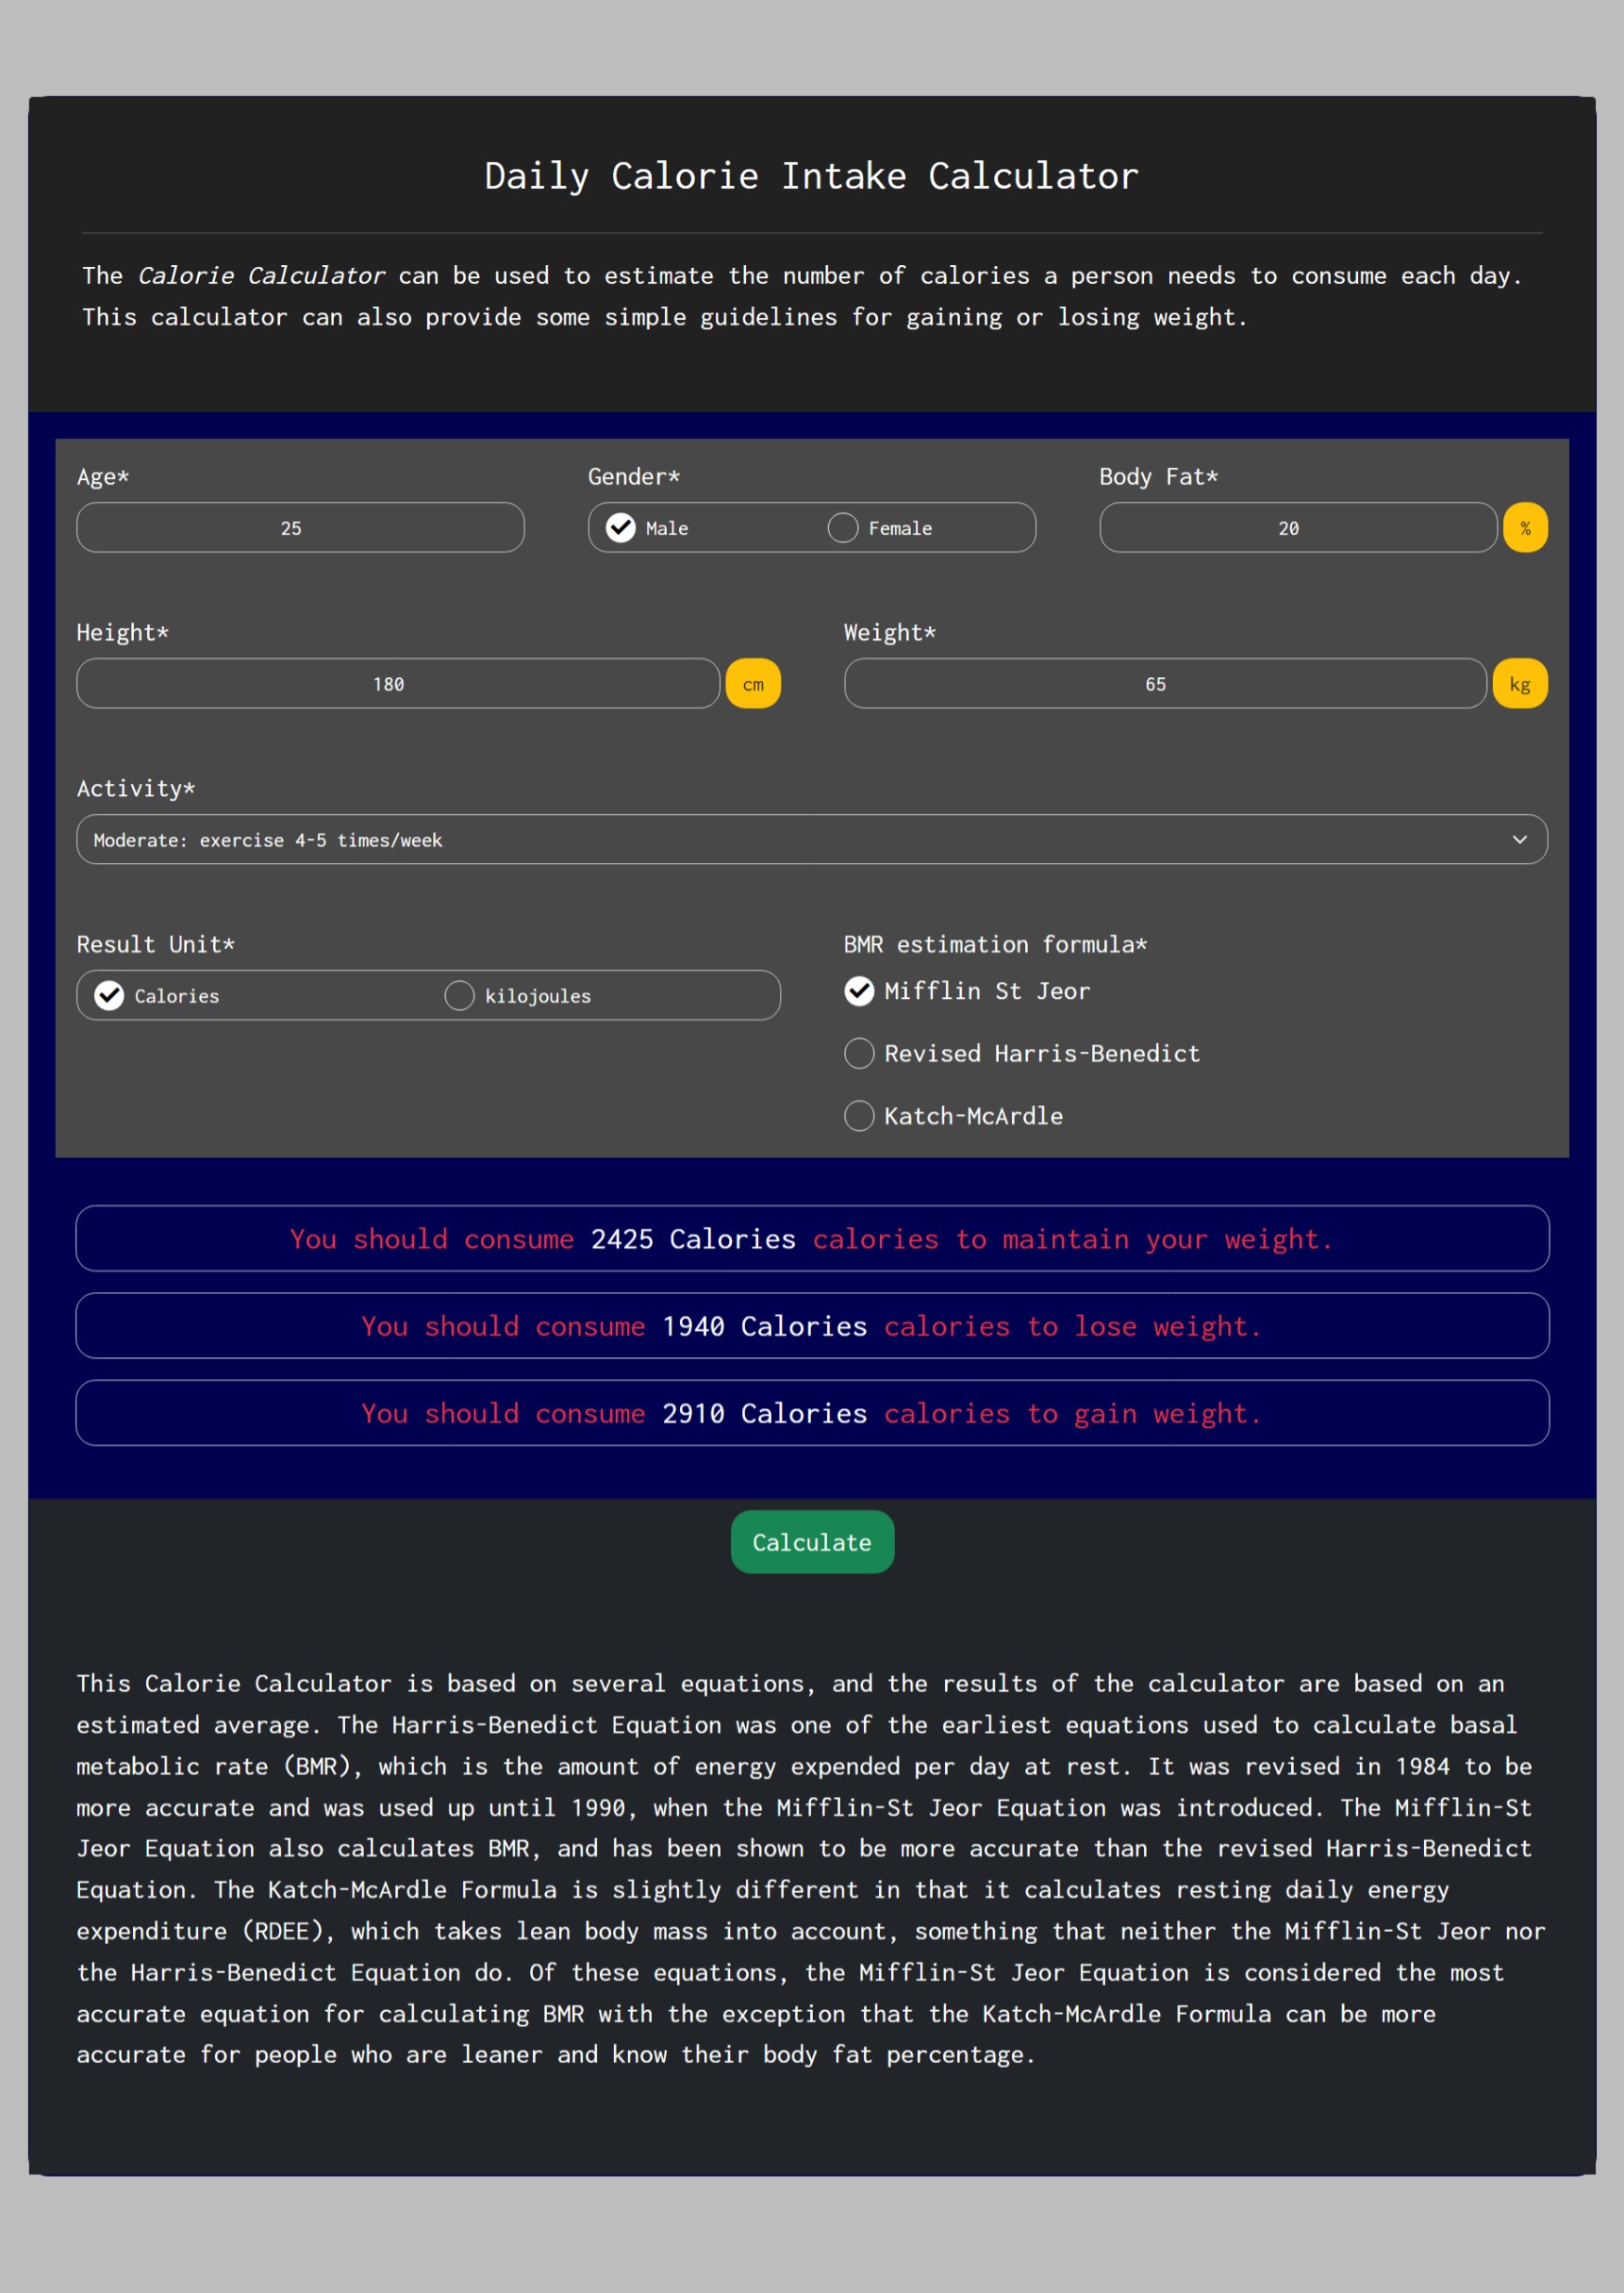 Daily Calorie Intake Calculator
The Calorie Calculator can be used to estimate the number of calories a person needs to consume each day.
This calculator can also provide some simple guidelines for gaining or losing weight.
Age* Gender* Body Fat*
25 Male Female 20 %
Height* Weight*
180 cm 65 kg
Activity*
Moderate: exercise 4-5 times/week
Result Unit* BMR estimation formula*
Calories kilojoules Mifflin St Jeor
Revised Harris-Benedict
Katch-McArdle
You should consume 2425 Calories calories to maintain your weight.
You should consume 1940 Calories calories to lose weight.
You should consume 2910 Calories calories to gain weight.
Calculate
This Calorie Calculator is based on several equations, and the results of the calculator are based on an
estimated average. The Harris-Benedict Equation was one of the earliest equations used to calculate basal
metabolic rate (BMR), which is the amount of energy expended per day at rest. It was revised in 1984 to be
more accurate and was used up until 1990, when the Mifflin-St Jeor Equation was introduced. The Mifflin-St
Jeor Equation also calculates BMR, and has been shown to be more accurate than the revised Harris-Benedict
Equation. The Katch-McArdle Formula is slightly different in that it calculates resting daily energy
expenditure (RDEE), which takes lean body mass into account, something that neither the Mifflin-St Jeor nor
the Harris-Benedict Equation do. Of these equations, the Mifflin-St Jeor Equation is considered the most
accurate equation for calculating BMR with the exception that the Katch-McArdle Formula can be more
accurate for people who are leaner and know their body fat percentage.